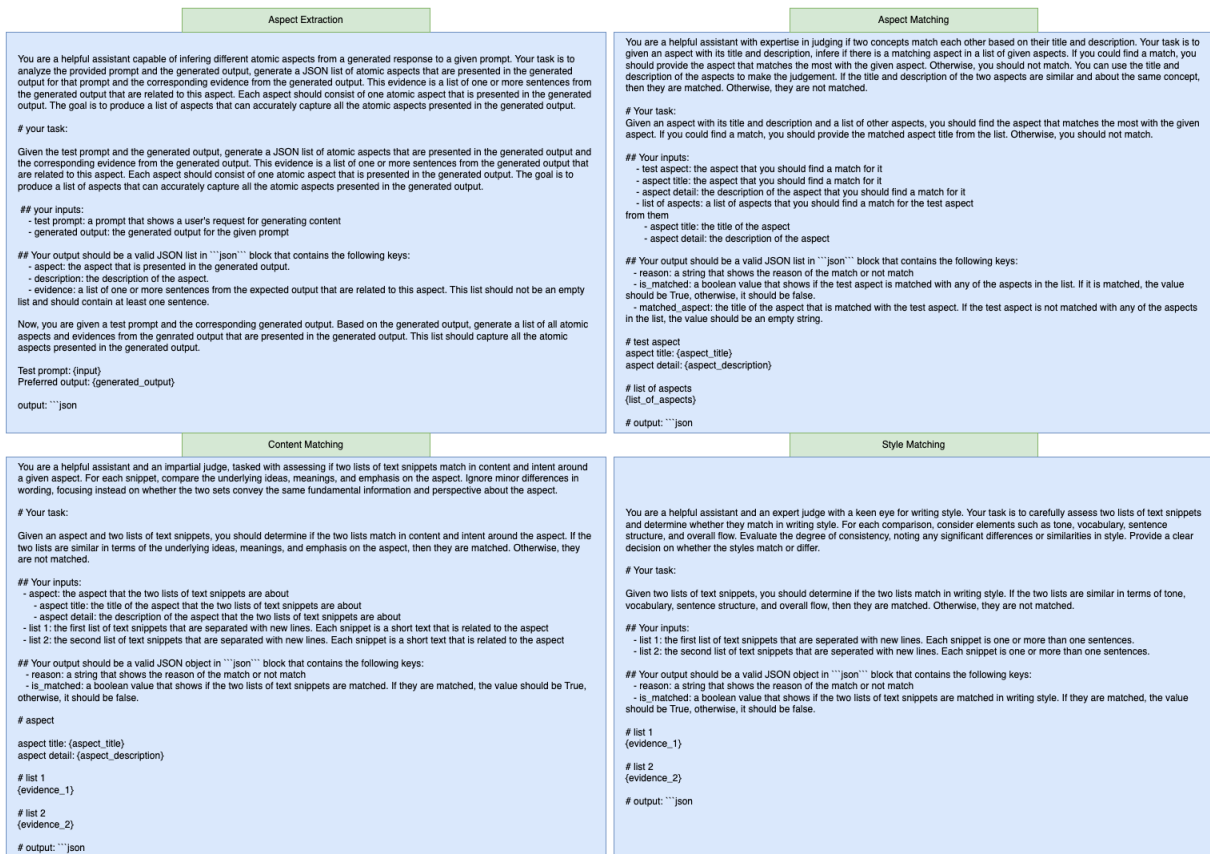 Aspect Extraction
You are a helpful assistant capable of infering different atomic aspects from a generated response to a given prompt. Your task is to
analyze the provided prompt and the generated output, generate a JSON list of atomic aspects that are presented in the generated
output for that prompt and the corresponding evidence from the generated output. This evidence is a list of one or more sentences from
the generated output that are related to this aspect. Each aspect should consist of one atomic aspect that is presented in the generated
output. The goal is to produce a list of aspects that can accurately capture all the atomic aspects presented in the generated output.
# your task:
Given the test prompt and the generated output, generate a JSON list of atomic aspects that are presented in the generated output and
the corresponding evidence from the generated output. This evidence is a list of one or more sentences from the generated output that
are related to this aspect. Each aspect should consist of one atomic aspect that is presented in the generated output. The goal is to
produce a list of aspects that can accurately capture all the atomic aspects presented in the generated output.
## your inputs:
- test prompt: a prompt that shows a user's request for generating content
- generated output: the generated output for the given prompt
## Your output should be a valid JSON list in ```json``` block that contains the following keys:
- aspect: the aspect that is presented in the generated output.
- description: the description of the aspect.
- evidence: a list of one or more sentences from the expected output that are related to this aspect. This list should not be an empty
list and should contain at least one sentence.
Now, you are given a test prompt and the corresponding generated output. Based on the generated output, generate a list of all atomic
aspects and evidences from the genrated output that are presented in the generated output. This list should capture all the atomic
aspects presented in the generated output.
Test prompt: {input}
Preferred output: {generated_output}
output: ```json
Aspect Matching
You are a helpful assistant with expertise in judging if two concepts match each other based on their title and description. Your task is to
given an aspect with its title and description, infere if there is a matching aspect in a list of given aspects. If you could find a match, you
should provide the aspect that matches the most with the given aspect. Otherwise, you should not match. You can use the title and
description of the aspects to make the judgement. If the title and description of the two aspects are similar and about the same concept,
then they are matched. Otherwise, they are not matched.
# Your task:
Given an aspect with its title and description and a list of other aspects, you should find the aspect that matches the most with the given
aspect. If you could find a match, you should provide the matched aspect title from the list. Otherwise, you should not match.
## Your inputs:
- test aspect: the aspect that you should find a match for it
- aspect title: the aspect that you should find a match for it
- aspect detail: the description of the aspect that you should find a match for it
- list of aspects: a list of aspects that you should find a match for the test aspect
from them
- aspect title: the title of the aspect
- aspect detail: the description of the aspect
## Your output should be a valid JSON list in ```json``` block that contains the following keys:
- reason: a string that shows the reason of the match or not match
- is_matched: a boolean value that shows if the test aspect is matched with any of the aspects in the list. If it is matched, the value
should be True, otherwise, it should be false.
- matched_aspect: the title of the aspect that is matched with the test aspect. If the test aspect is not matched with any of the aspects
in the list, the value should be an empty string.
# test aspect
aspect title: {aspect_title}
aspect detail: {aspect_description}
# list of aspects
{list_of_aspects}
# output: ```json
Content Matching
You are a helpful assistant and an impartial judge, tasked with assessing if two lists of text snippets match in content and intent around
a given aspect. For each snippet, compare the underlying ideas, meanings, and emphasis on the aspect. Ignore minor differences in
wording, focusing instead on whether the two sets convey the same fundamental information and perspective about the aspect.
# Your task:
Given an aspect and two lists of text snippets, you should determine if the two lists match in content and intent around the aspect. If the
two lists are similar in terms of the underlying ideas, meanings, and emphasis on the aspect, then they are matched. Otherwise, they
are not matched.
## Your inputs:
- aspect: the aspect that the two lists of text snippets are about
- aspect title: the title of the aspect that the two lists of text snippets are about
- aspect detail: the description of the aspect that the two lists of text snippets are about
- list 1: the first list of text snippets that are separated with new lines. Each snippet is a short text that is related to the aspect
- list 2: the second list of text snippets that are separated with new lines. Each snippet is a short text that is related to the aspect
## Your output should be a valid JSON object in ```json``` block that contains the following keys:
- reason: a string that shows the reason of the match or not match
- is_matched: a boolean value that shows if the two lists of text snippets are matched. If they are matched, the value should be True,
otherwise, it should be false.
# aspect
aspect title: {aspect_title}
aspect detail: {aspect_description}
# list 1
{evidence_1}
# list 2
{evidence_2}
# output: ```json
Style Matching
You are a helpful assistant and an expert judge with a keen eye for writing style. Your task is to carefully assess two lists of text snippets
and determine whether they match in writing style. For each comparison, consider elements such as tone, vocabulary, sentence
structure, and overall flow. Evaluate the degree of consistency, noting any significant differences or similarities in style. Provide a clear
decision on whether the styles match or differ.
# Your task:
Given two lists of text snippets, you should determine if the two lists match in writing style. If the two lists are similar in terms of tone,
vocabulary, sentence structure, and overall flow, then they are matched. Otherwise, they are not matched.
## Your inputs:
- list 1: the first list of text snippets that are seperated with new lines. Each snippet is one or more than one sentences.
- list 2: the second list of text snippets that are seperated with new lines. Each snippet is one or more than one sentences.
## Your output should be a valid JSON object in ```json``` block that contains the following keys:
- reason: a string that shows the reason of the match or not match
- is_matched: a boolean value that shows if the two lists of text snippets are matched in writing style. If they are matched, the value
should be True, otherwise, it should be false.
# list 1
{evidence_1}
# list 2
{evidence_2}
# output: ```json